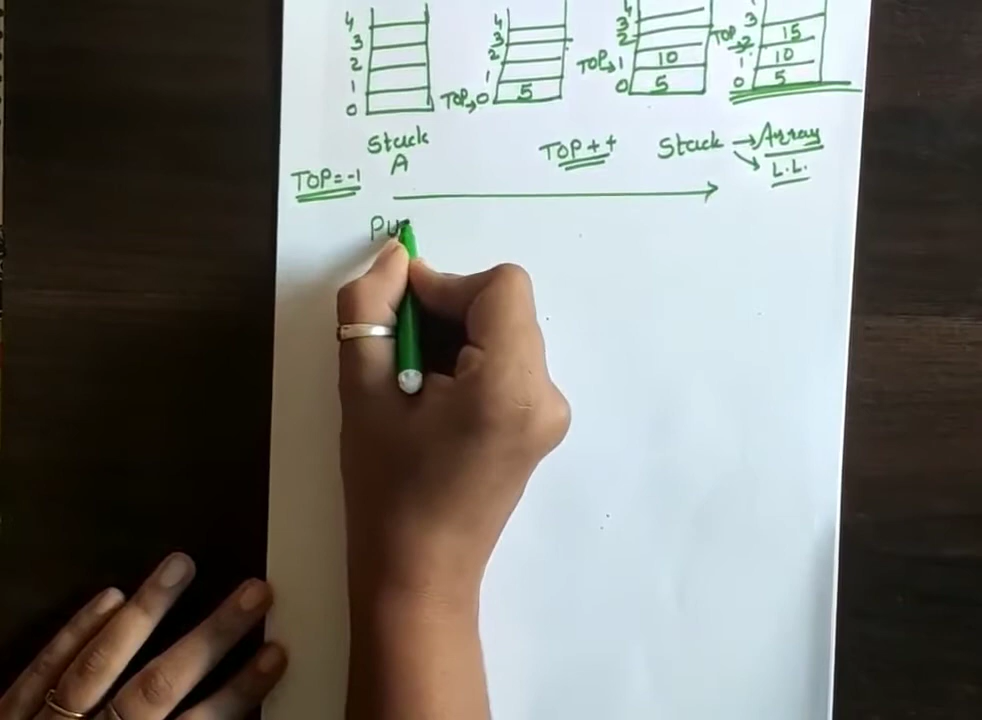 4
3
2
1
0
4
3
2
1
TOP→0 5
4
3
2
TOP→1 10
0 5
3
TOP→2 15
1 10
0 5
Stack
A
TOP++
Stack → Array
→ L.L.
TOP=-1
PU